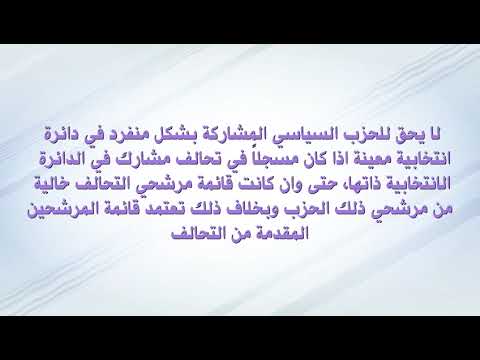 لا يحق للحزب السياسي المشاركة بشكل منفرد في دائرة
انتخابية معينة اذا كان مسجلاً في تحالف مشارك في الدائرة
الانتخابية ذاتها، حتى وان كانت قائمة مرشحي التحالف خالية
من مرشحي ذلك الحزب وبخلاف ذلك تعتمد قائمة المرشحين
المقدمة من التحالف